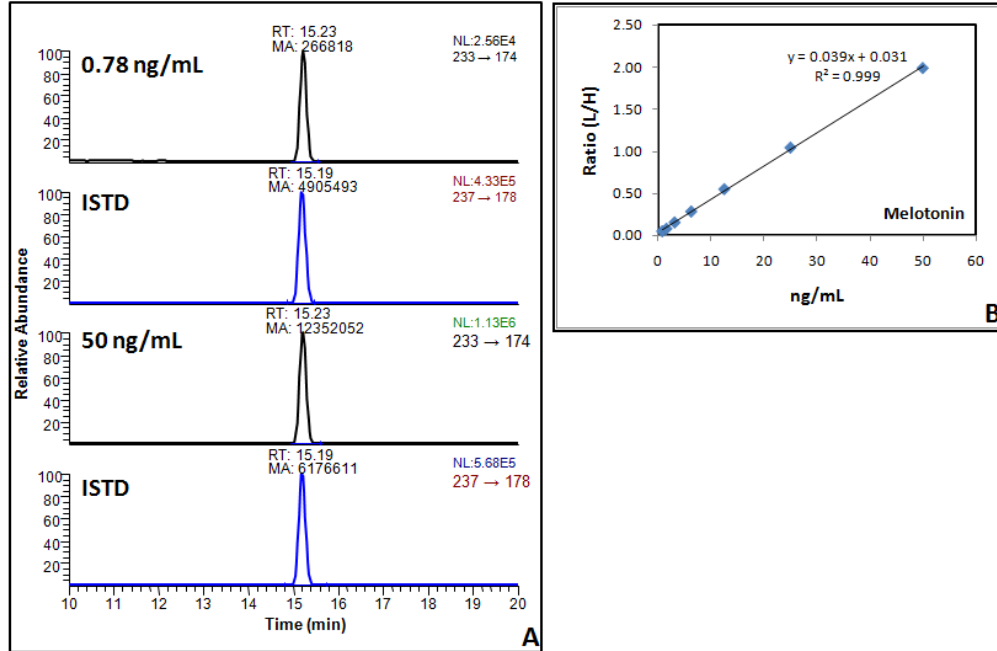 RT: 15.23
MA: 266818
NL:2.56E4
233 → 174
0.78 ng/mL
100
80
60
40
20
RT: 15.19
MA: 4905493
NL:4.33E5
237 → 178
ISTD
100
80
60
40
20
Relative Abundance
RT: 15.23
MA: 12352052
NL:1.13E6
233 → 174
50 ng/mL
100
80
60
40
20
RT: 15.19
MA: 6176611
NL:5.68E5
237 → 178
ISTD
100
80
60
40
20
10 11 12 13 14 15 16 17 18 19 20
Time (min)
A
2.50
2.00
1.50
1.00
0.50
0.00
Ratio (L/H)
y = 0.039x + 0.031
R² = 0.999
Melotonin
0 10 20 30 40 50 60
ng/mL
B